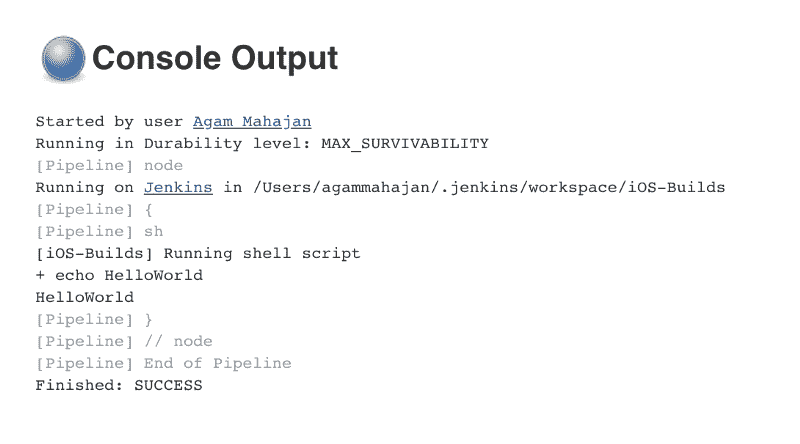 Console Output
Started by user Agam Mahajan
Running in Durability level: MAX_SURVIVABILITY
[Pipeline] node
Running on Jenkins in /Users/agammahajan/.jenkins/workspace/iOS-Builds
[Pipeline] {
[Pipeline] sh
[iOS-Builds] Running shell script
+ echo HelloWorld
HelloWorld
[Pipeline] }
[Pipeline] // node
[Pipeline] End of Pipeline
Finished: SUCCESS